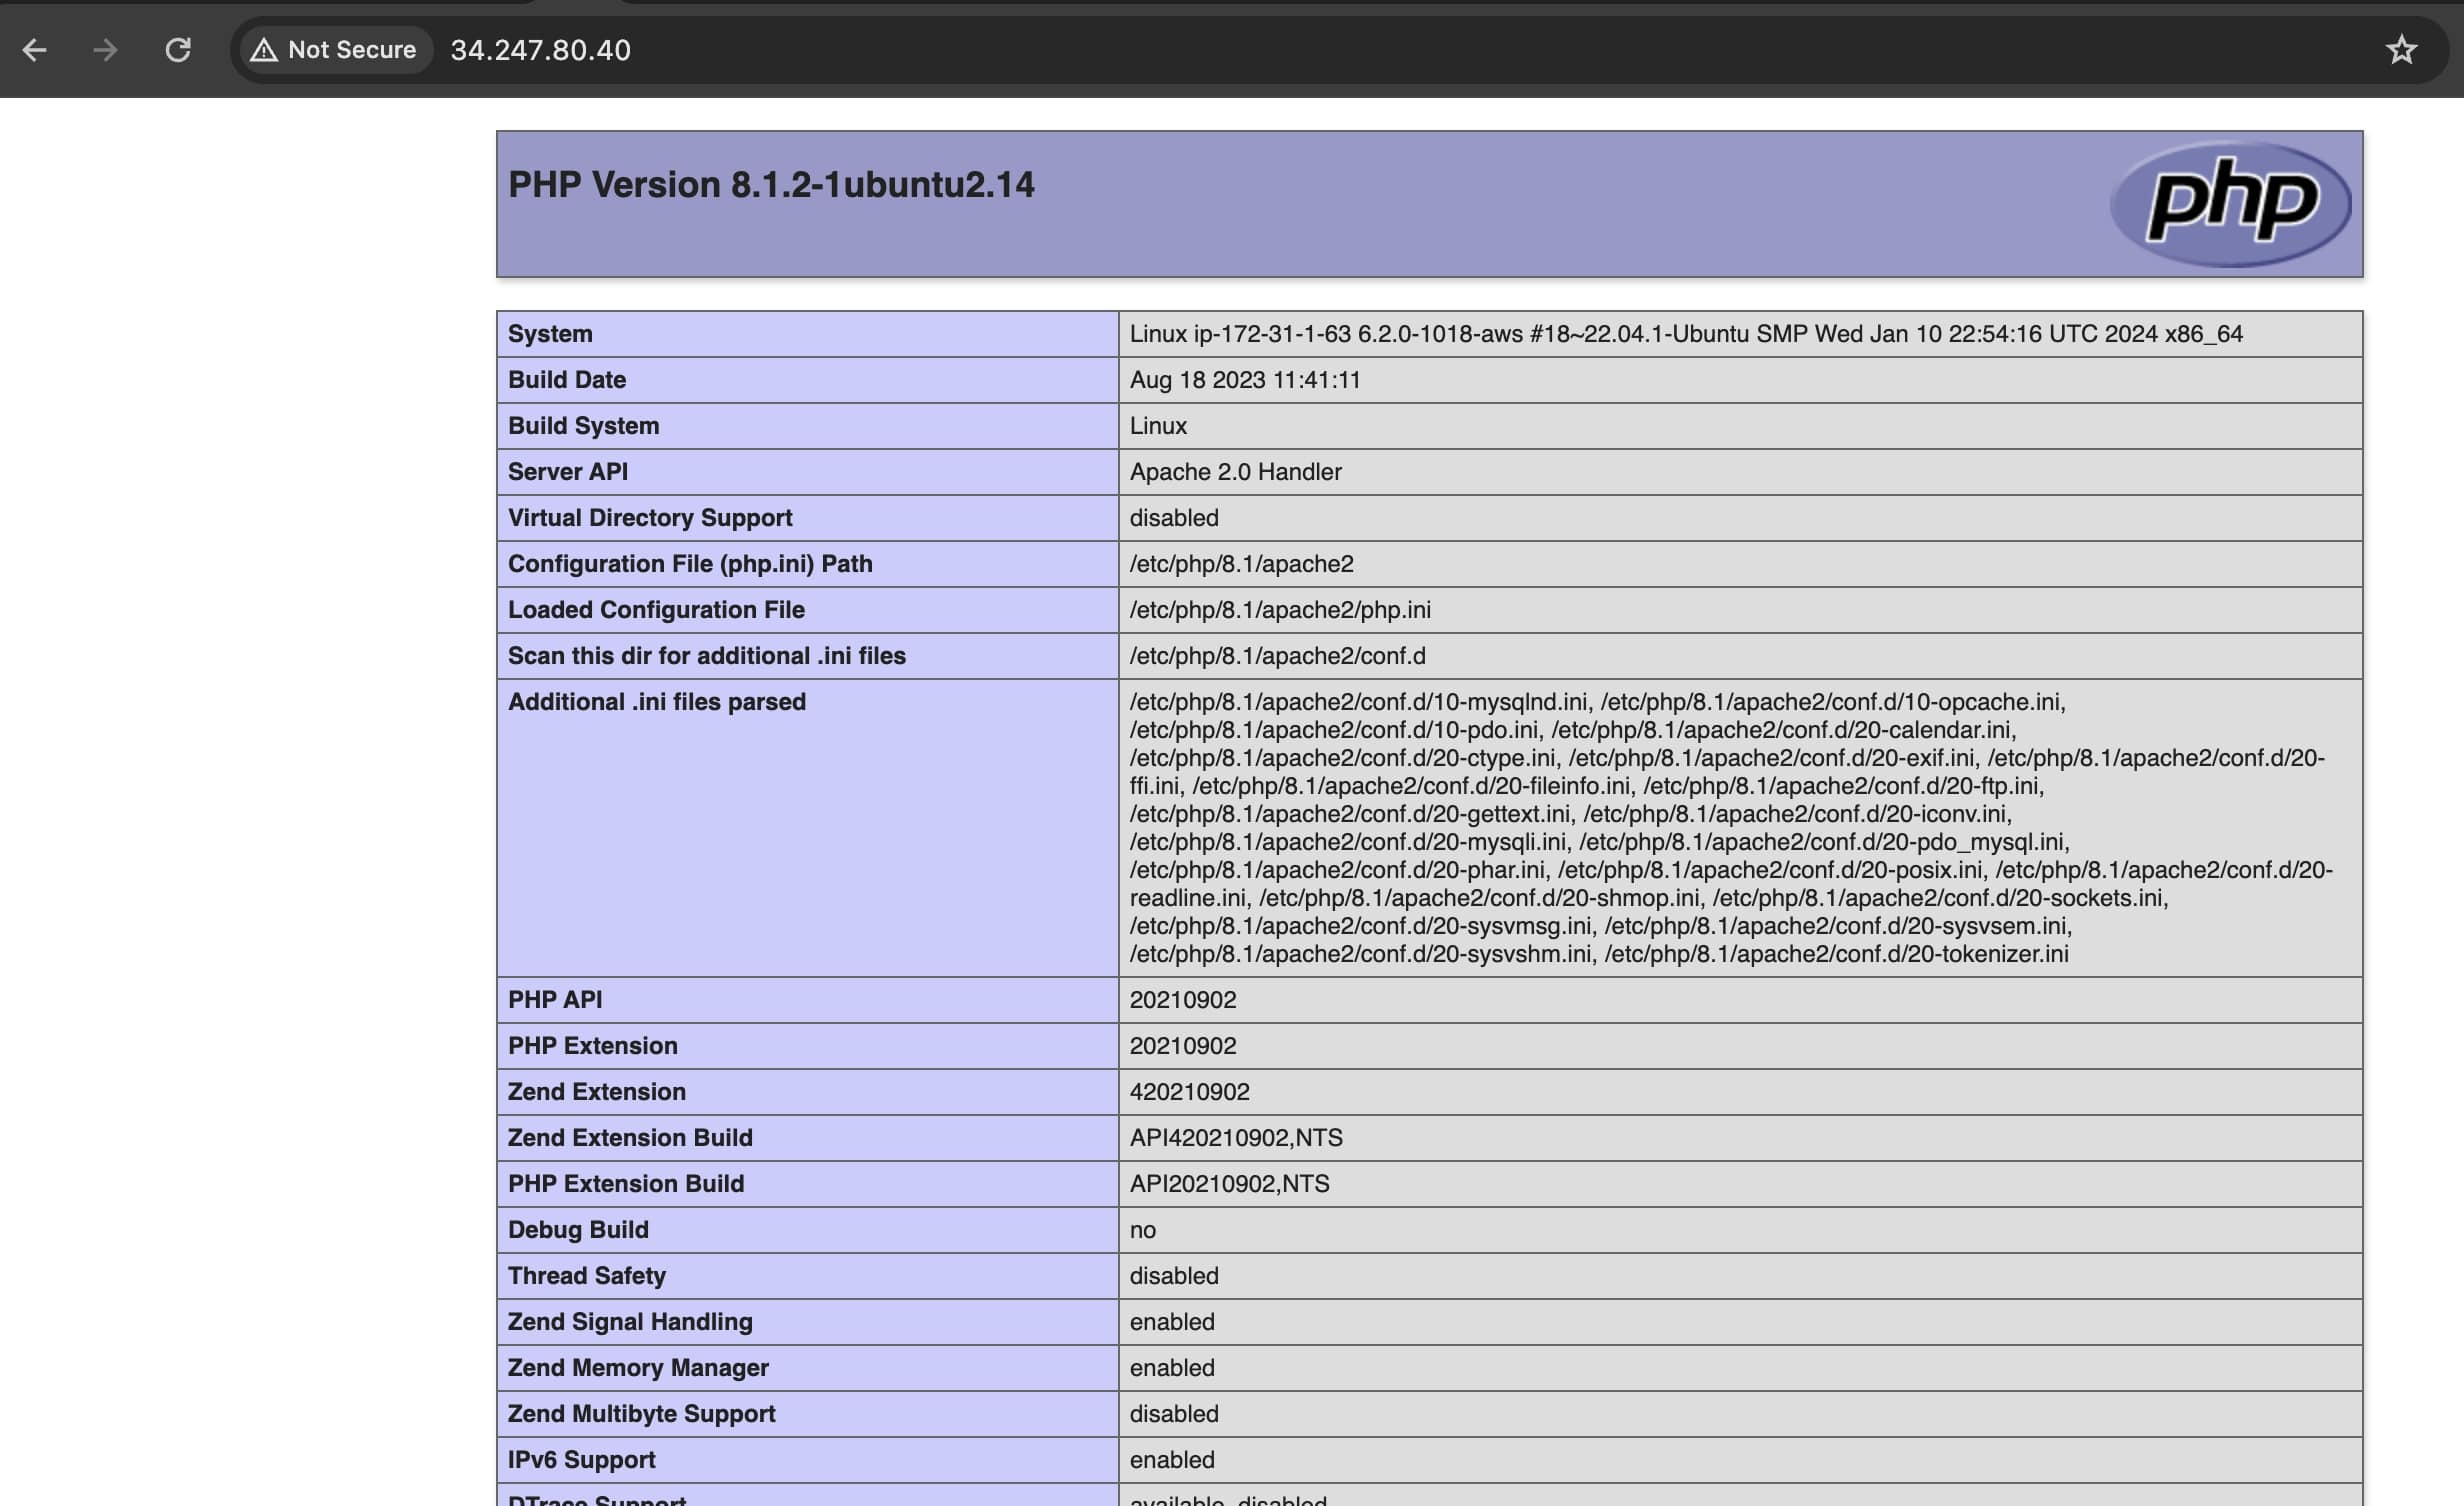 Not Secure 34.247.80.40
PHP Version 8.1.2-1ubuntu2.14
php
System Linux ip-172-31-1-63 6.2.0-1018-aws #18~22.04.1-Ubuntu SMP Wed Jan 10 22:54:16 UTC 2024 x86_64
Build Date Aug 18 2023 11:41:11
Build System Linux
Server API Apache 2.0 Handler
Virtual Directory Support disabled
Configuration File (php.ini) Path /etc/php/8.1/apache2
Loaded Configuration File /etc/php/8.1/apache2/php.ini
Scan this dir for additional .ini files /etc/php/8.1/apache2/conf.d
Additional .ini files parsed /etc/php/8.1/apache2/conf.d/10-mysqlnd.ini, /etc/php/8.1/apache2/conf.d/10-opcache.ini,
/etc/php/8.1/apache2/conf.d/10-pdo.ini, /etc/php/8.1/apache2/conf.d/20-calendar.ini,
/etc/php/8.1/apache2/conf.d/20-ctype.ini, /etc/php/8.1/apache2/conf.d/20-exif.ini, /etc/php/8.1/apache2/conf.d/20-
ffi.ini, /etc/php/8.1/apache2/conf.d/20-fileinfo.ini, /etc/php/8.1/apache2/conf.d/20-ftp.ini,
/etc/php/8.1/apache2/conf.d/20-gettext.ini, /etc/php/8.1/apache2/conf.d/20-iconv.ini,
/etc/php/8.1/apache2/conf.d/20-mysqli.ini, /etc/php/8.1/apache2/conf.d/20-pdo_mysql.ini,
/etc/php/8.1/apache2/conf.d/20-phar.ini, /etc/php/8.1/apache2/conf.d/20-posix.ini, /etc/php/8.1/apache2/conf.d/20-
readline.ini, /etc/php/8.1/apache2/conf.d/20-shmop.ini, /etc/php/8.1/apache2/conf.d/20-sockets.ini,
/etc/php/8.1/apache2/conf.d/20-sysvmsg.ini, /etc/php/8.1/apache2/conf.d/20-sysvsem.ini,
/etc/php/8.1/apache2/conf.d/20-sysvshm.ini, /etc/php/8.1/apache2/conf.d/20-tokenizer.ini
PHP API 20210902
PHP Extension 20210902
Zend Extension 420210902
Zend Extension Build API420210902,NTS
PHP Extension Build API20210902,NTS
Debug Build no
Thread Safety disabled
Zend Signal Handling enabled
Zend Memory Manager enabled
Zend Multibyte Support disabled
IPv6 Support enabled
DTrace Support available, disabled